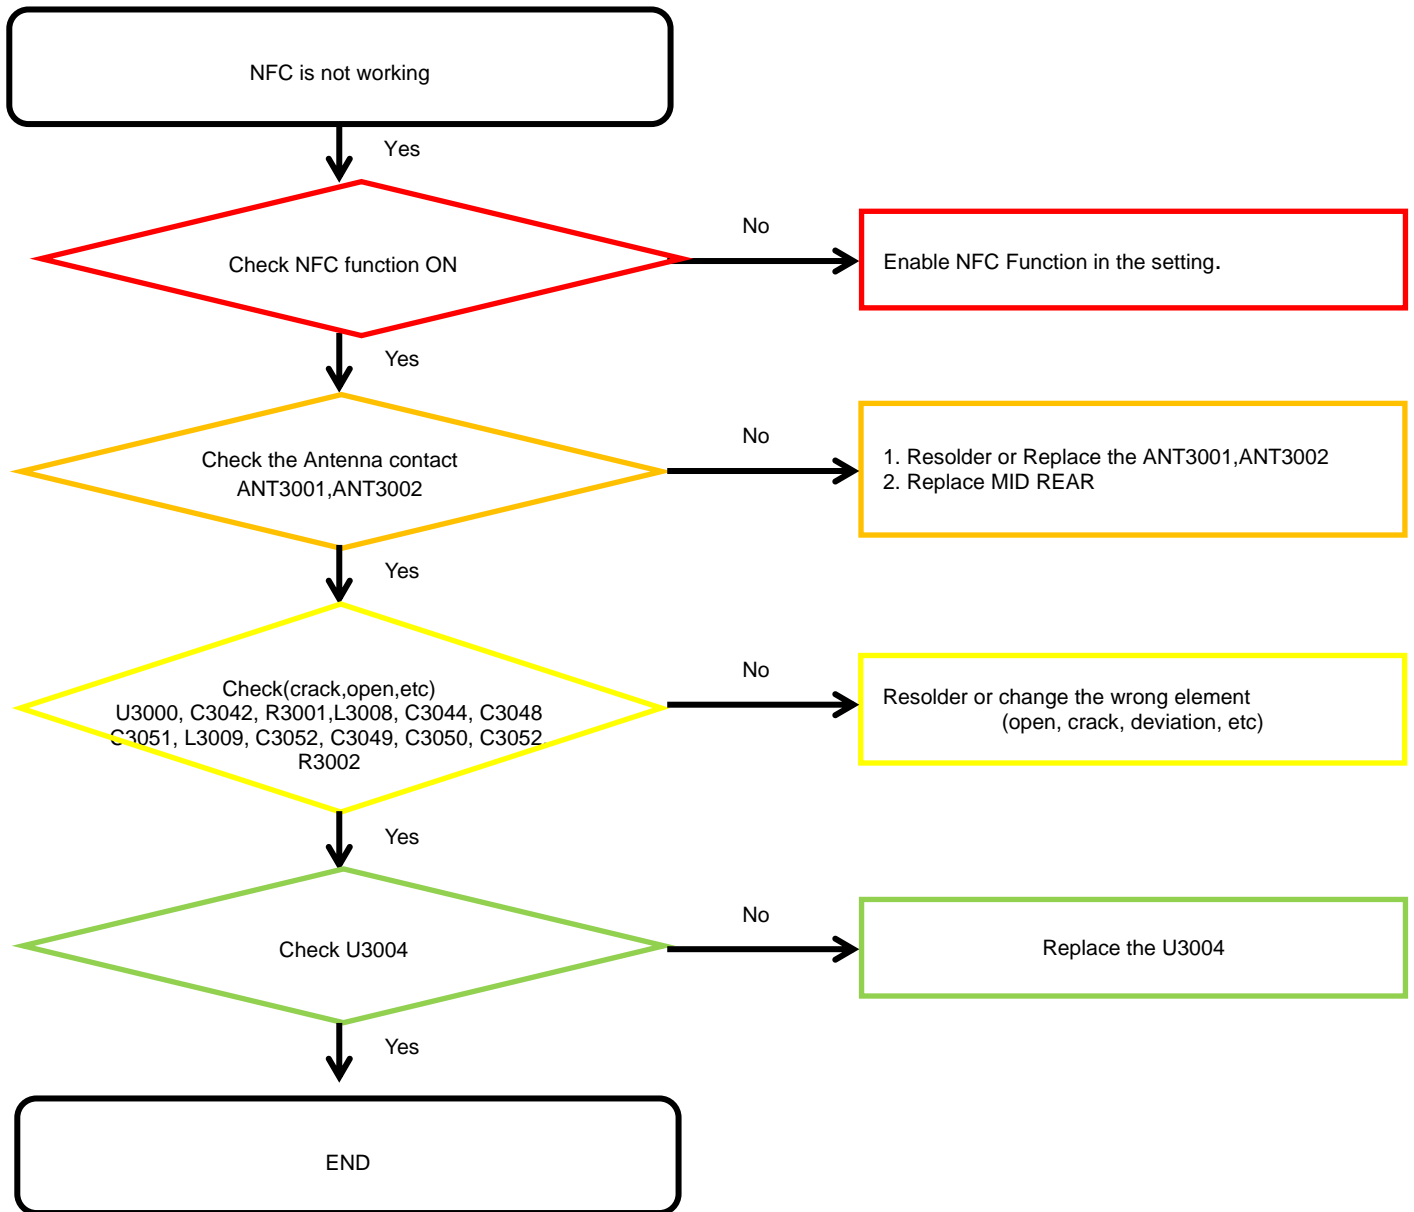 NFC is not working
Yes
Check NFC function ON
No
Enable NFC Function in the setting.
Yes
Check the Antenna contact
ANT3001,ANT3002
No
1. Resolder or Replace the ANT3001,ANT3002
2. Replace MID REAR
Yes
Check(crack,open,etc)
U3000, C3042, R3001,L3008, C3044, C3048
C3051, L3009, C3052, C3049, C3050, C3052
R3002
No
Resolder or change the wrong element
(open, crack, deviation, etc)
Yes
Check U3004
No
Replace the U3004
Yes
END